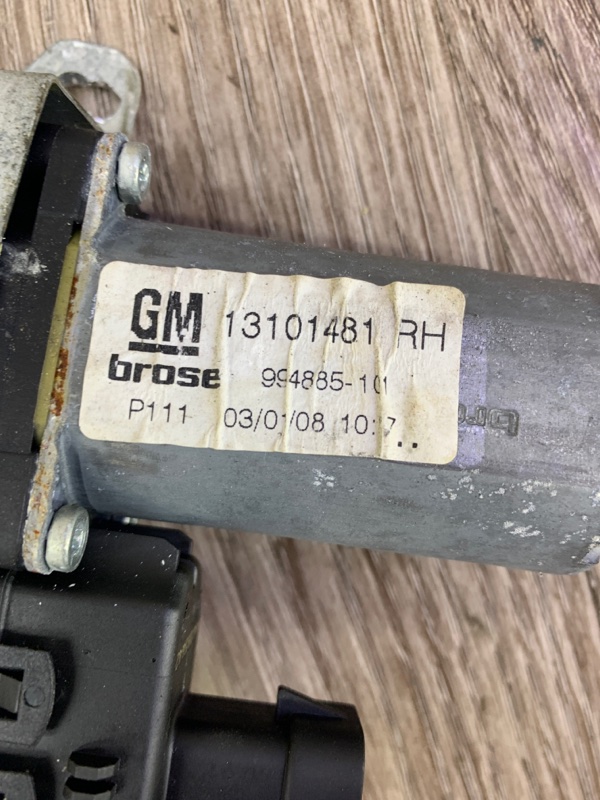 GM 13101481 RH
brose 994885-101
P111 03/01/08